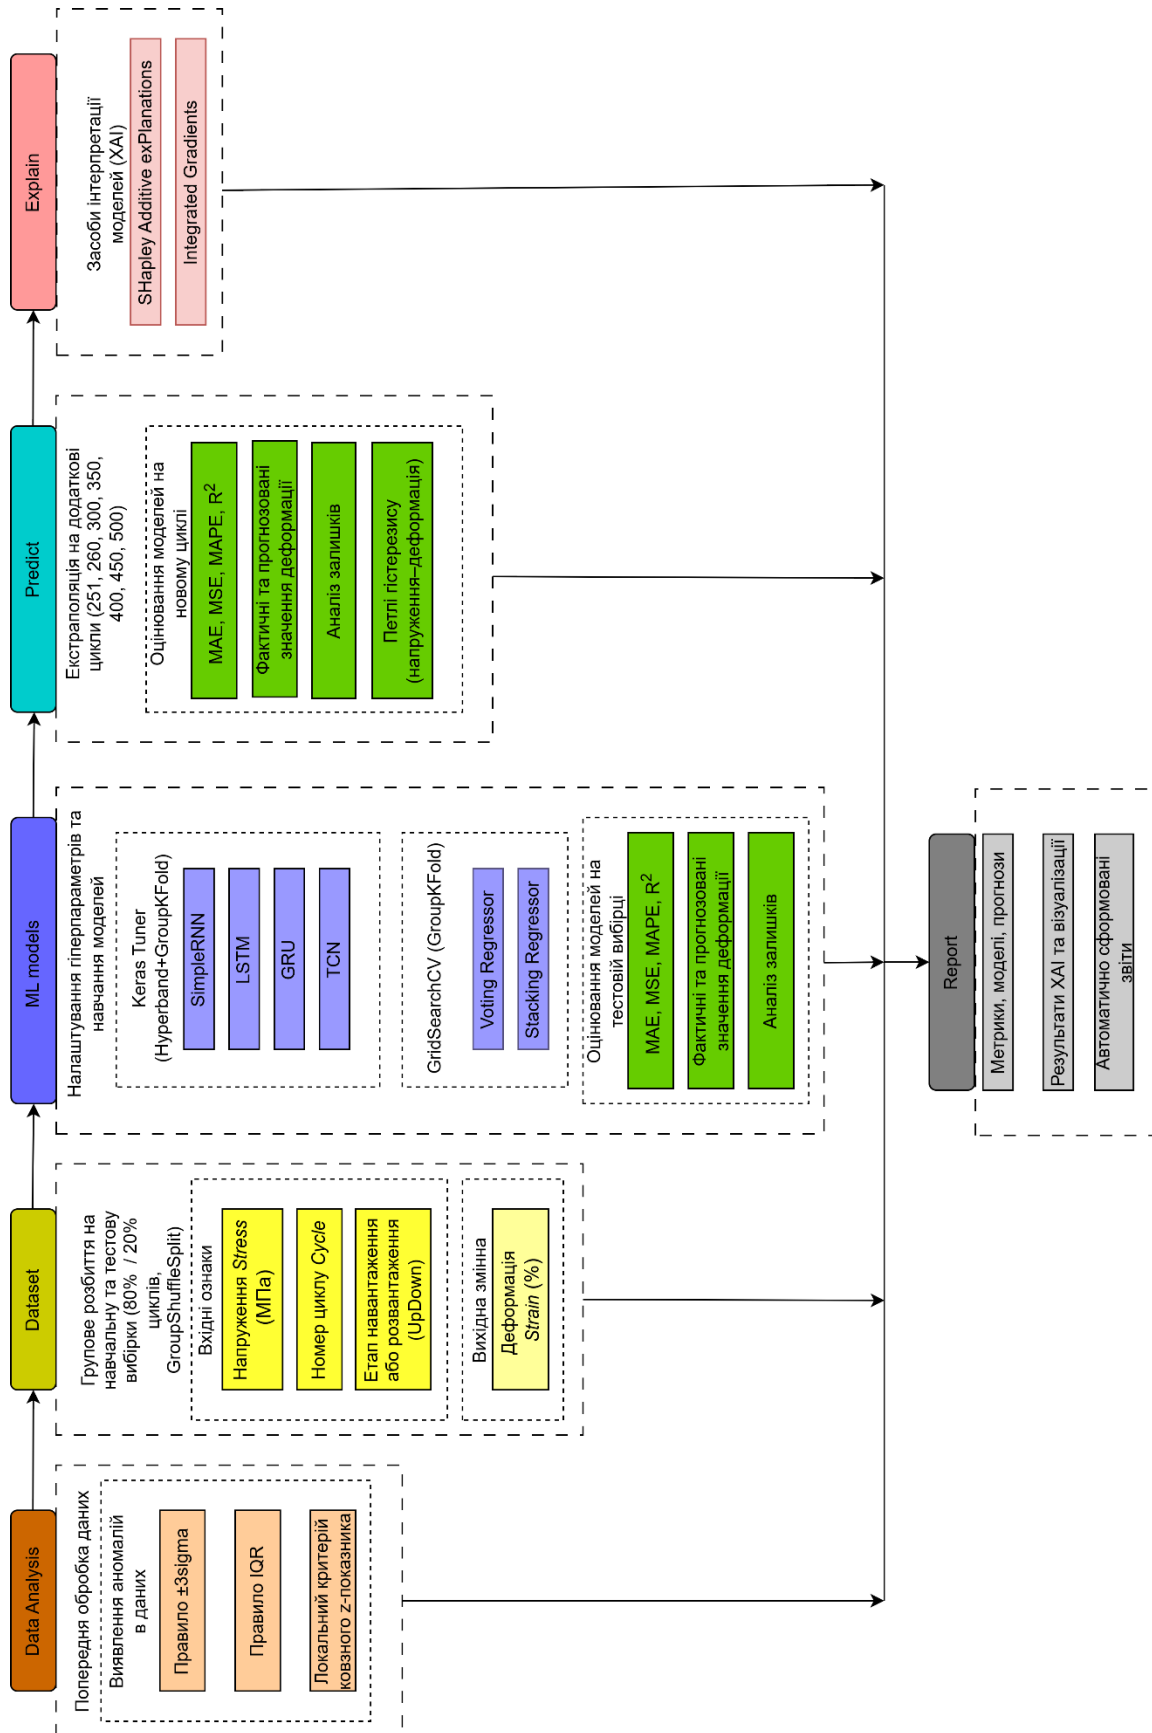 Data Analysis
Попередня обробка даних
Виявлення аномалій
в даних
Правило ±3sigma
Правило IQR
Локальний критерій
ковзного z-показника
Dataset
Групове розбиття на
навчальну та тестову
вибірки (80% / 20%
циклів,
GroupShuffleSplit)
Вхідні ознаки
Напруження Stress
(МПа)
Номер циклу Cycle
Етап навантаження
або розвантаження
(UpDown)
Вихідна змінна
Деформація
Strain (%)
ML models
Налаштування гіперпараметрів та
навчання моделей
Keras Tuner
(Hyperband+GroupKFold)
SimpleRNN
LSTM
GRU
TCN
GridSearchCV (GroupKFold)
Voting Regressor
Stacking Regressor
Оцінювання моделей на
тестовій вибірці
MAE, MSE, MAPE, R²
Фактичні та прогнозовані
значення деформації
Аналіз залишків
Predict
Екстраполяція на додаткові
цикли (251, 260, 300, 350,
400, 450, 500)
Оцінювання моделей на
новому циклі
MAE, MSE, MAPE, R²
Фактичні та прогнозовані
значення деформації
Аналіз залишків
Петлі гістерезису
(напруження–деформація)
Explain
Засоби інтерпретації
моделей (XAI)
SHapley Additive exPlanations
Integrated Gradients
Report
Метрики, моделі, прогнози
Результати XAI та візуалізації
Автоматично сформовані
звіти